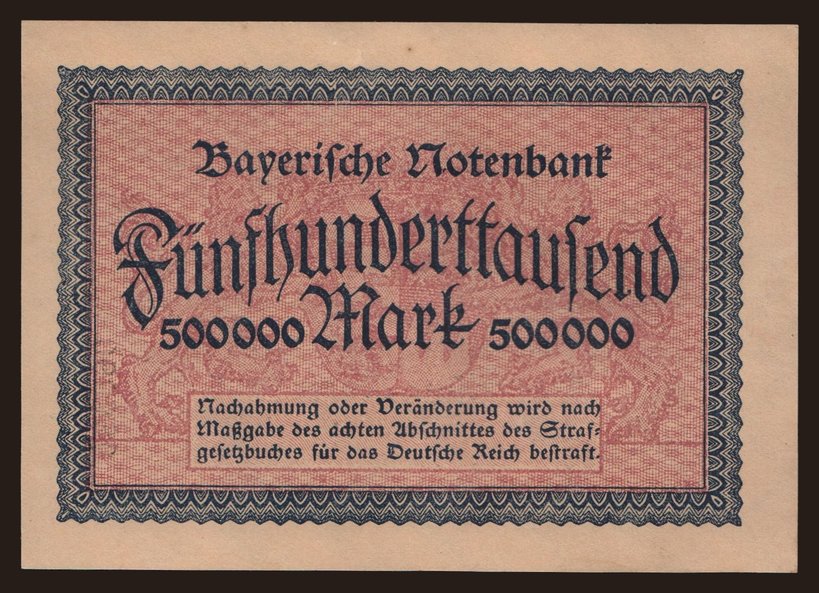 Bayerische Notenbank
Fünfhunderttausend
500000 Mark 500000
Nachahmung oder Veränderung wird nach
Maßgabe des achten Abschnittes des Straf=
gesetzbuches für das Deutsche Reich bestraft.